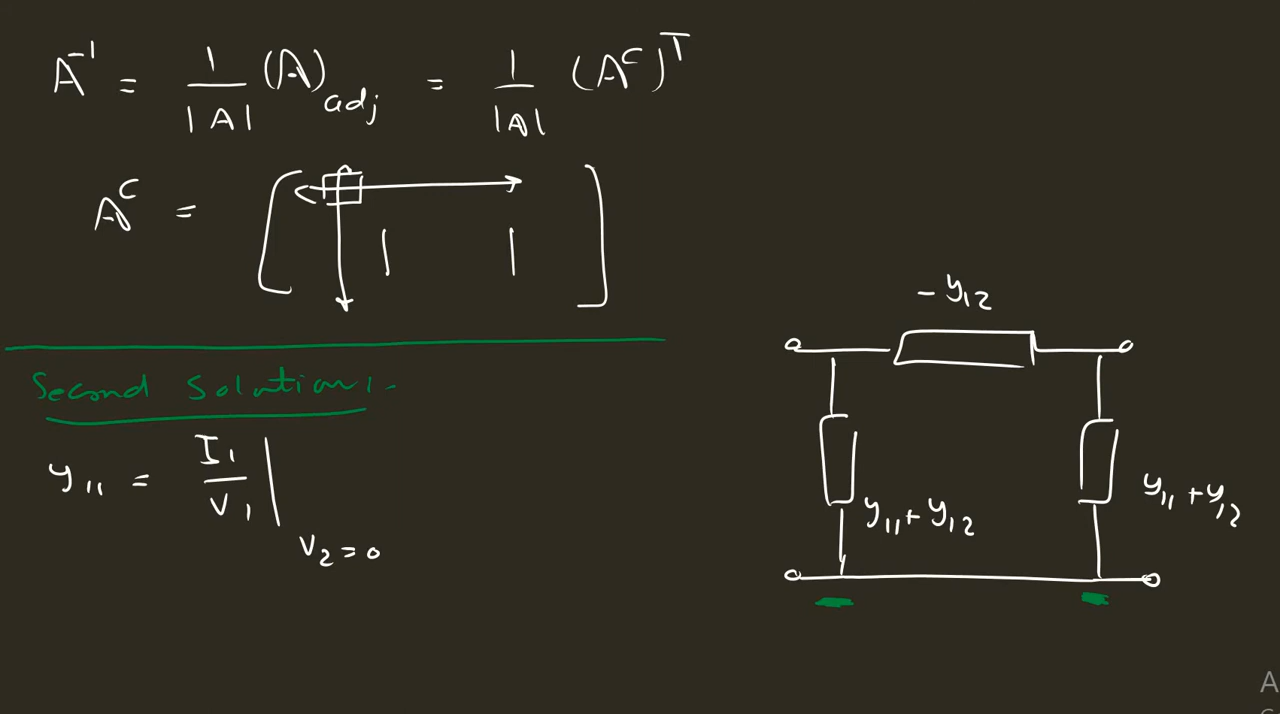 A⁻¹ = 1/|A| (A)adj = 1/|A| (Aᶜ)ᵀ
Aᶜ = [ ]
Second Solution:-
y₁₁ = I₁/V₁ | V₂=0
-y₁₂
y₁₁+y₁₂
y₁₁+y₁₂
A